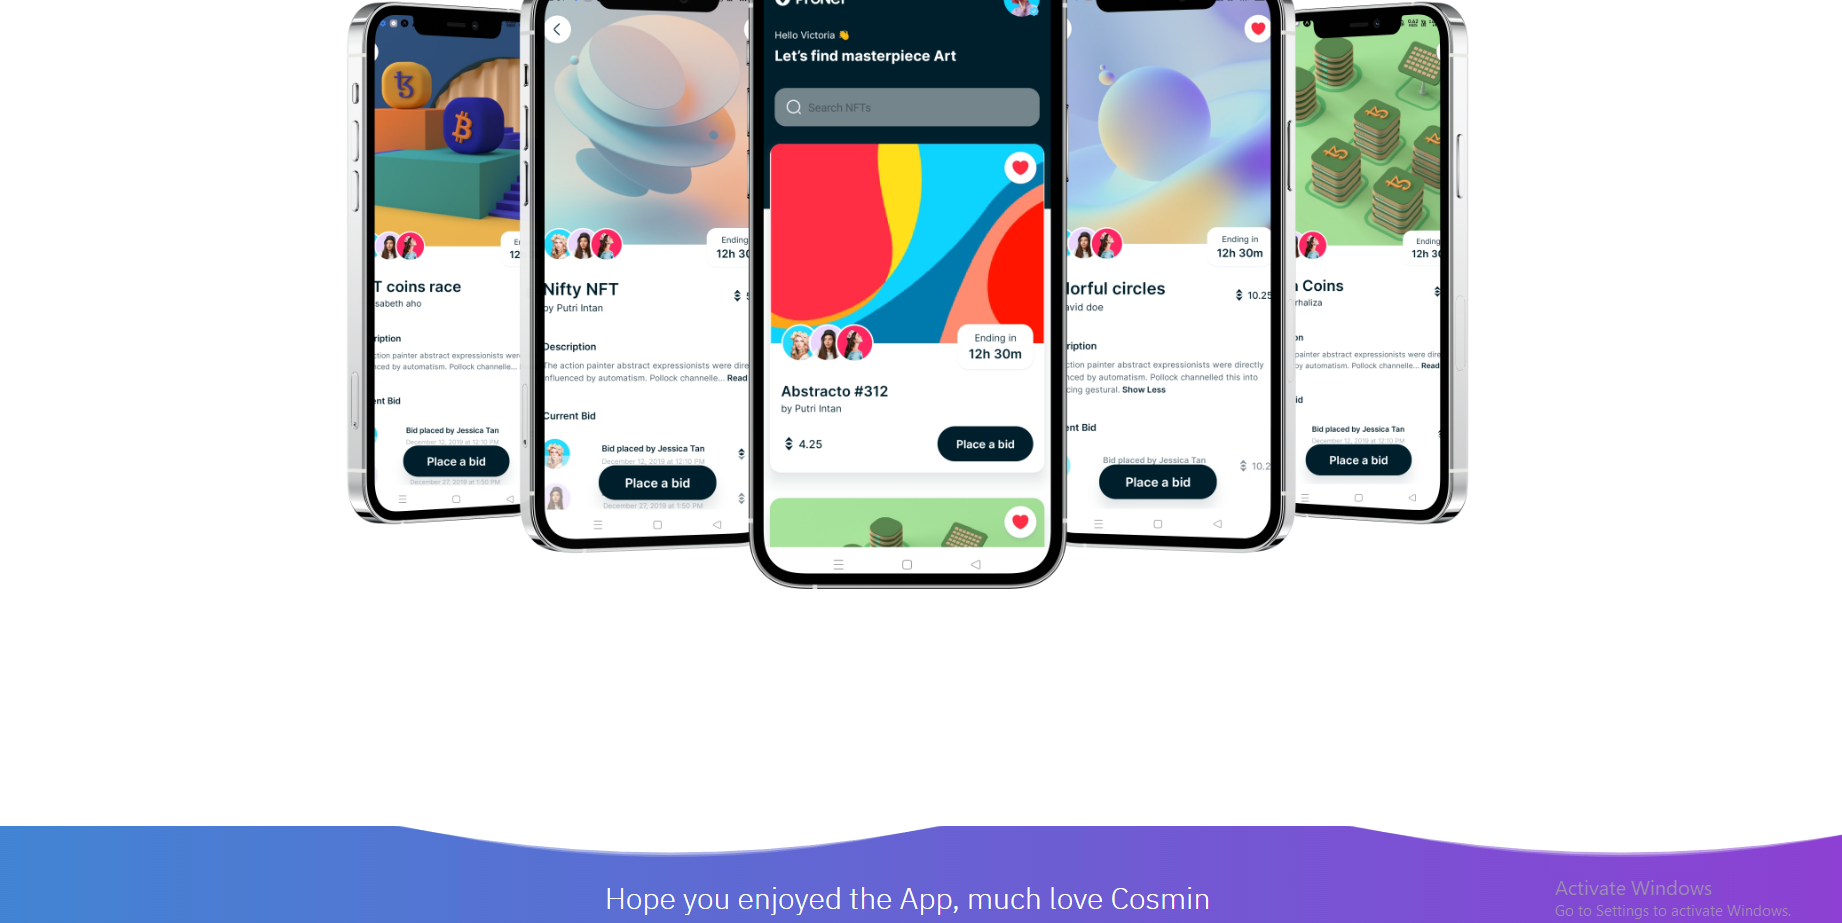 Hello Victoria 👋
Let's find masterpiece Art
Search NFTs
Ending in
12h 30m
Abstracto #312
by Putri Intan
4.25
Place a bid
T coins race
sabeth aho
ription
ction painter abstract expressionists were
ced by automatism. Pollock channelle...
ent Bid
Bid placed by Jessica Tan
December 12, 2019 at 12:10 PM
Place a bid
December 27, 2019 at 1:50 PM
Ending
12h 30
Nifty NFT
by Putri Intan
Description
The action painter abstract expressionists were dire
nfluenced by automatism. Pollock channelle... Read
Current Bid
Bid placed by Jessica Tan
December 12, 2019 at 12:10 PM
Place a bid
December 27, 2019 at 1:50 PM
Ending in
12h 30m
lorful circles
10.25
avid doe
ription
ction painter abstract expressionists were directly
nced by automatism. Pollock channelled this into
cing gestural. Show Less
ent Bid
Bid placed by Jessica Tan
10.2
Place a bid
Ending
12h 30
Coins
rhaliza
on
painter abstract expressionists were dire
by automatism. Pollock channelle... Read
id
Bid placed by Jessica Tan
December 12, 2019 at 12:10 PM
Place a bid
Hope you enjoyed the App, much love Cosmin
Activate Windows
Go to Settings to activate Windows.